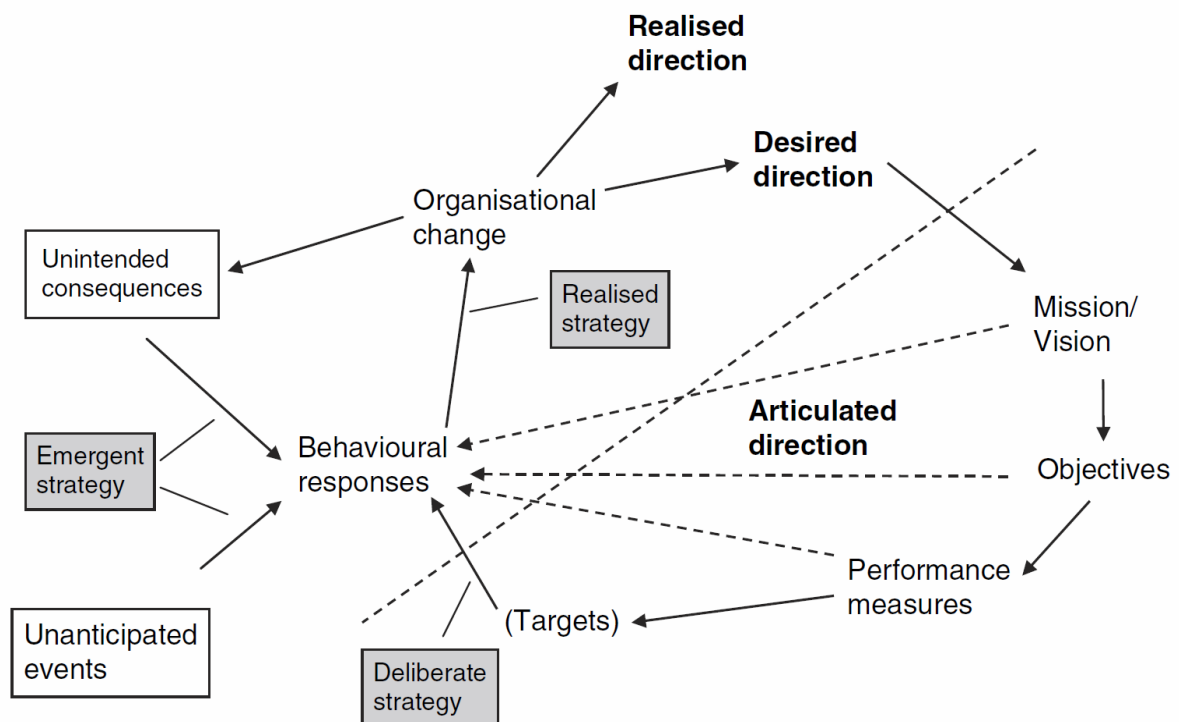 Realised
direction
Desired
direction
Organisational
change
Unintended
consequences
Realised
strategy
Mission/
Vision
Articulated
direction
Behavioural
responses
Emergent
strategy
Objectives
Performance
measures
(Targets)
Unanticipated
events
Deliberate
strategy